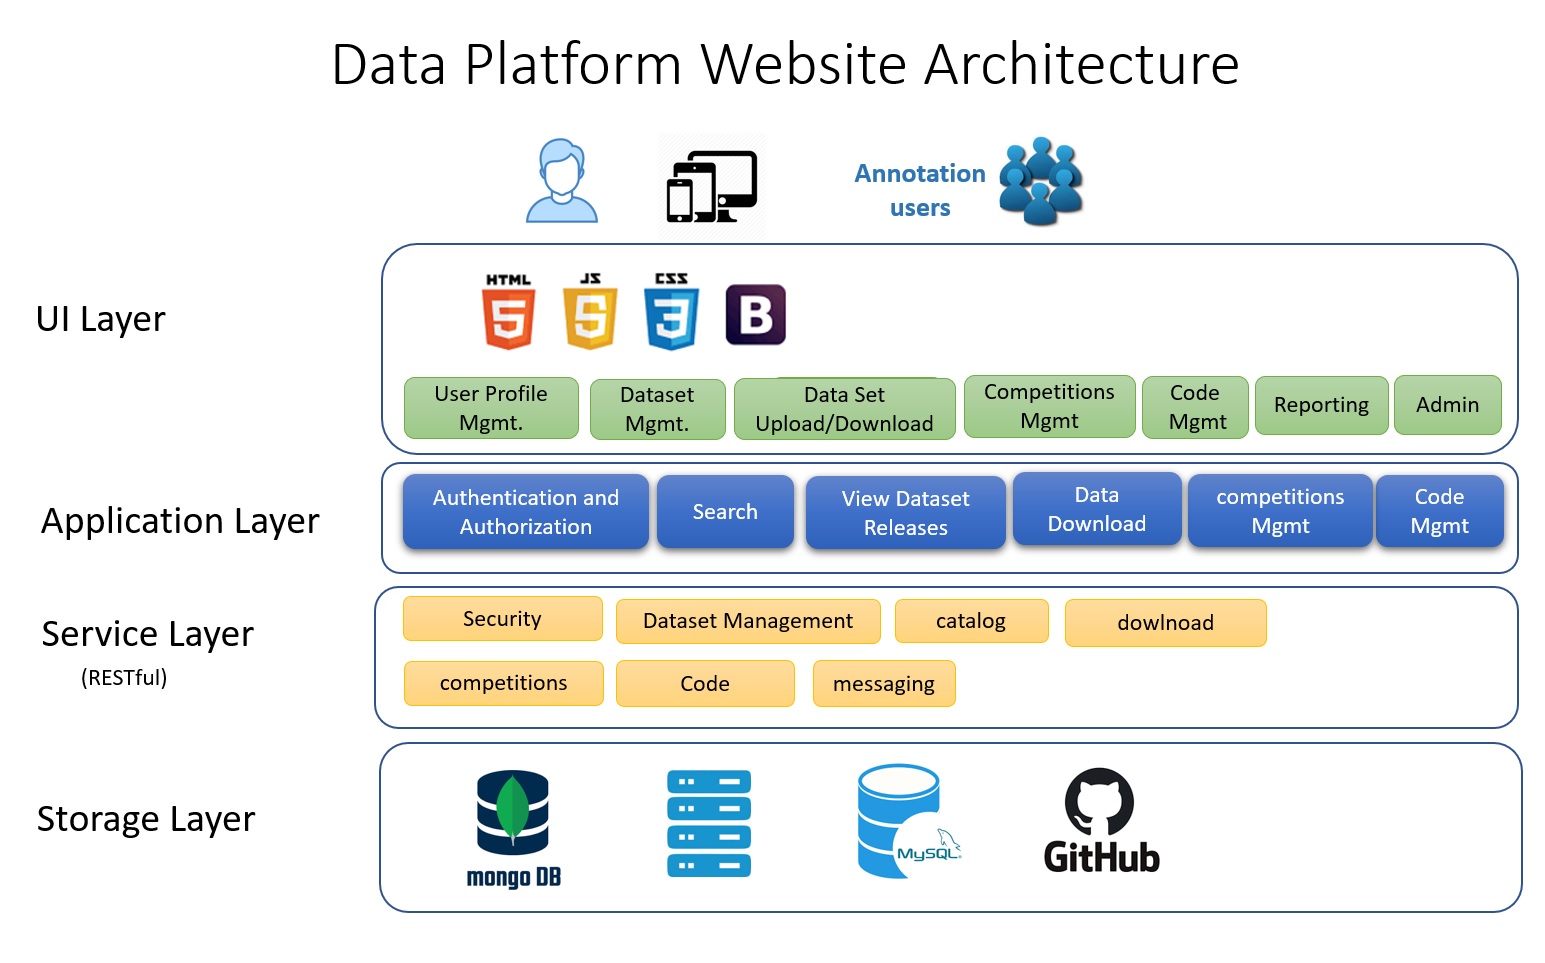 Data Platform Website Architecture
Annotation
users
UI Layer
HTML
JS
CSS
5
5
3
B
User Profile
Mgmt.
Dataset
Mgmt.
Data Set
Upload/Download
Competitions
Mgmt
Code
Mgmt
Reporting
Admin
Application Layer
Authentication and
Authorization
Search
View Dataset
Releases
Data
Download
competitions
Mgmt
Code
Mgmt
Service Layer
(RESTful)
Security
Dataset Management
catalog
dowlnoad
competitions
Code
messaging
Storage Layer
mongo DB
MySQL®
GitHub